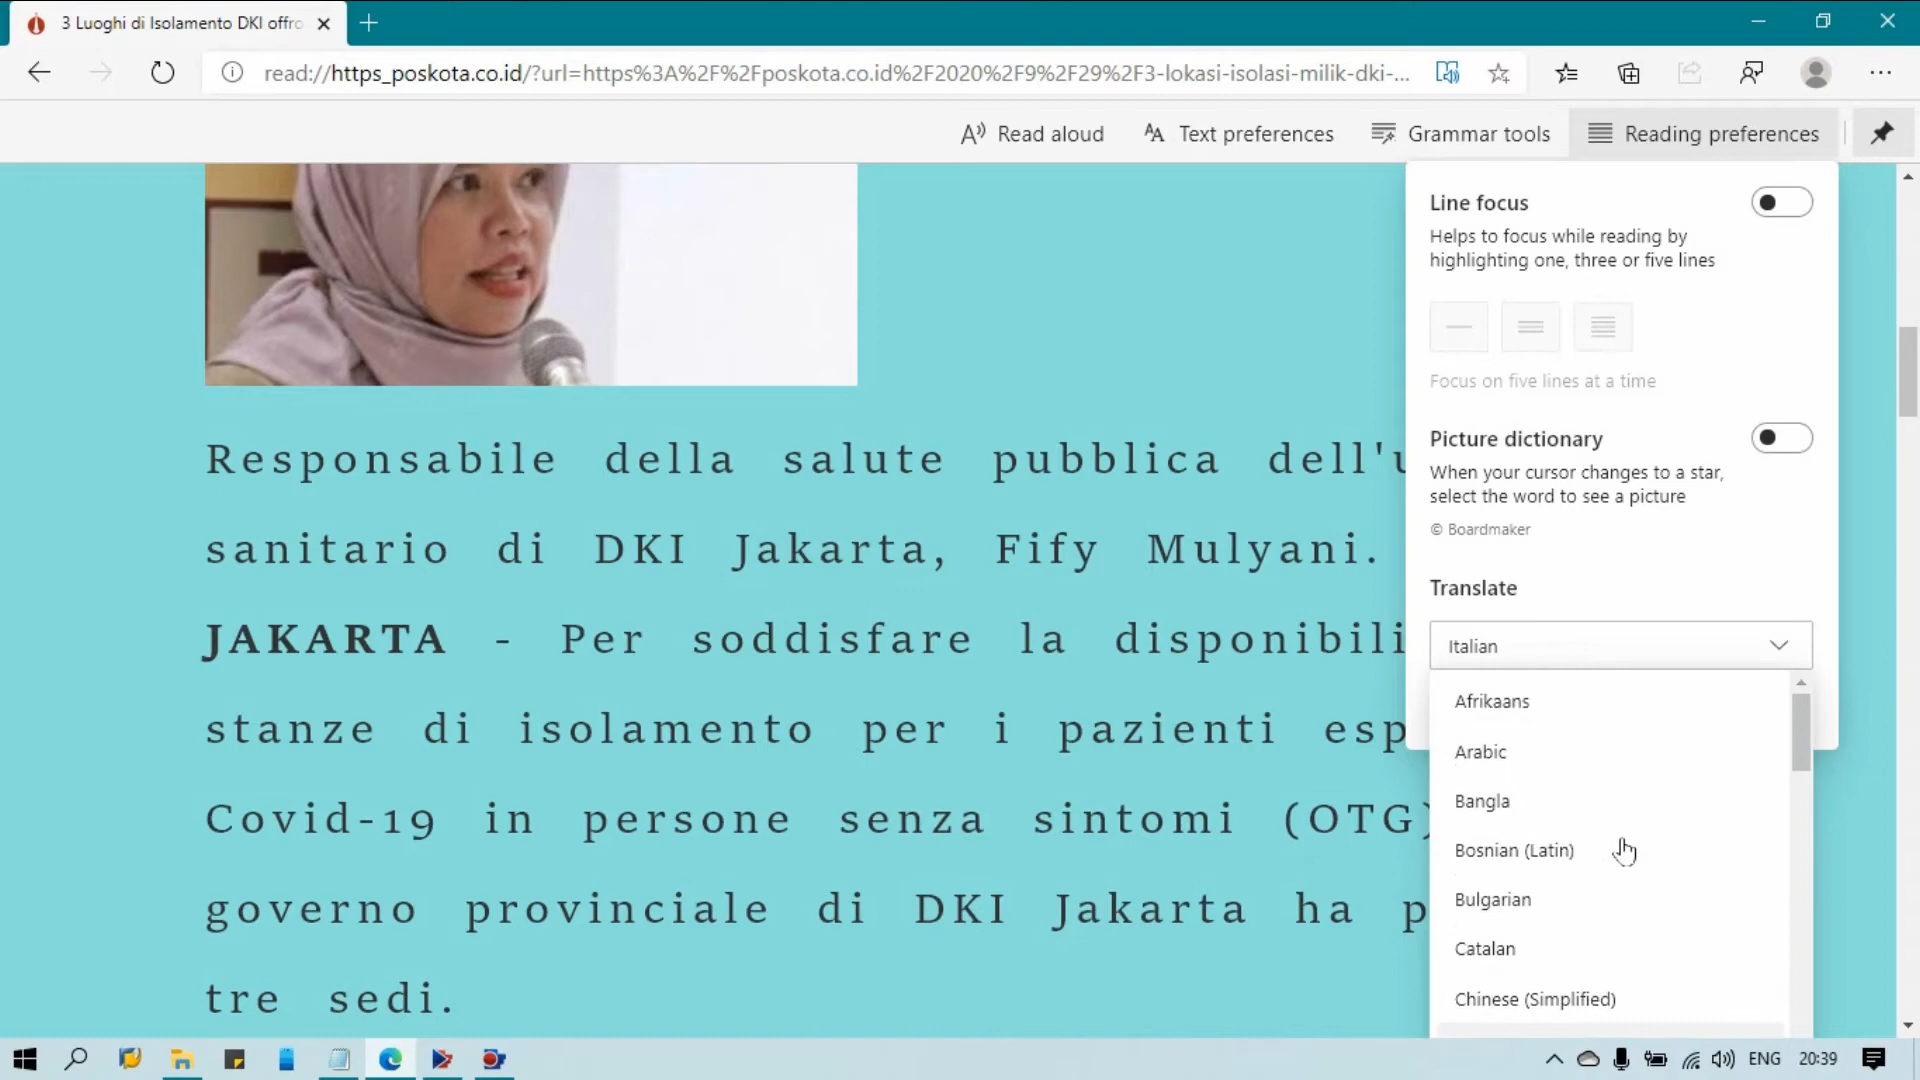 3 Luoghi di Isolamento DKI offro
read://https_poskota.co.id/?url=https%3A%2F%2Fposkota.co.id%2F2020%2F9%2F29%2F3-lokasi-isolasi-milik-dki-...
Read aloud
Text preferences
Grammar tools
Reading preferences
Responsabile della salute pubblica dell'u
sanitario di DKI Jakarta, Fify Mulyani.
JAKARTA - Per soddisfare la disponibili
stanze di isolamento per i pazienti esp
Covid-19 in persone senza sintomi (OTG)
governo provinciale di DKI Jakarta ha p
tre sedi.
Line focus
Helps to focus while reading by
highlighting one, three or five lines
Focus on five lines at a time
Picture dictionary
When your cursor changes to a star,
select the word to see a picture
© Boardmaker
Translate
Italian
Afrikaans
Arabic
Bangla
Bosnian (Latin)
Bulgarian
Catalan
Chinese (Simplified)
ENG
20:39